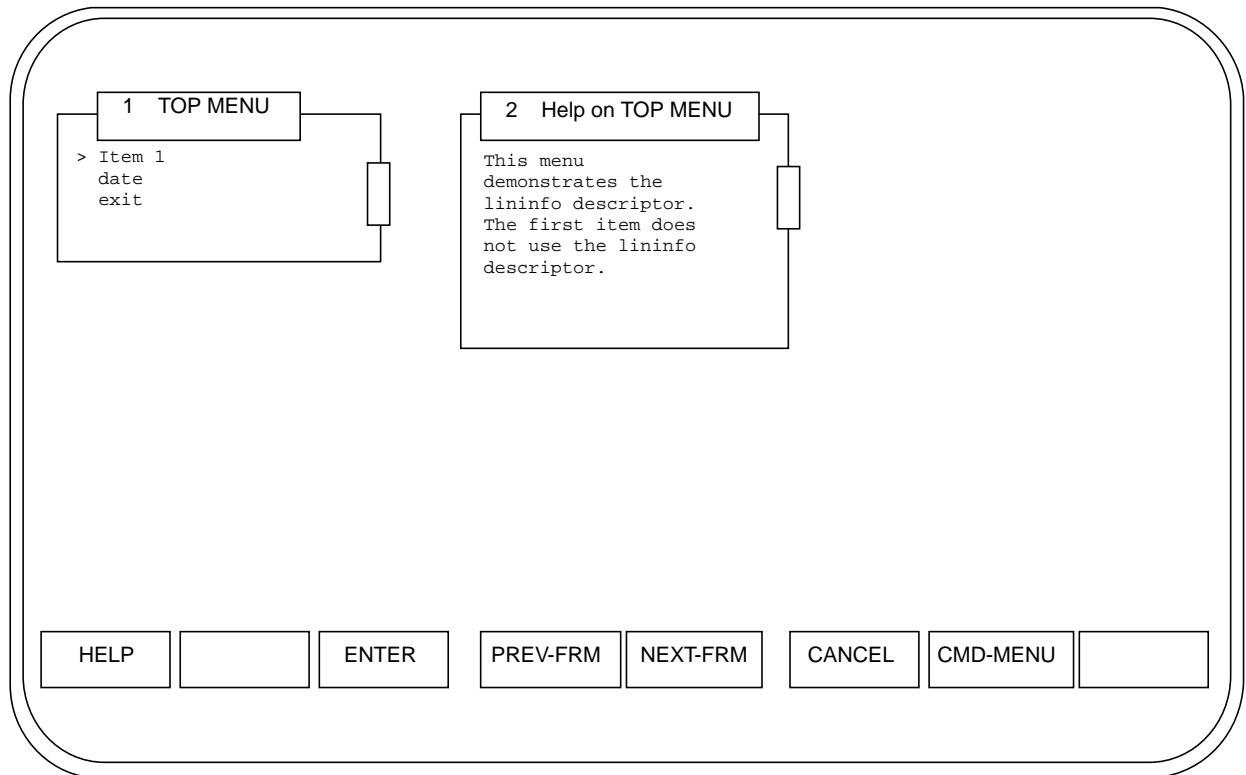 1 TOP MENU
> Item 1
date
exit
2 Help on TOP MENU
This menu
demonstrates the
lininfo descriptor.
The first item does
not use the lininfo
descriptor.
HELP ENTER PREV-FRM NEXT-FRM CANCEL CMD-MENU